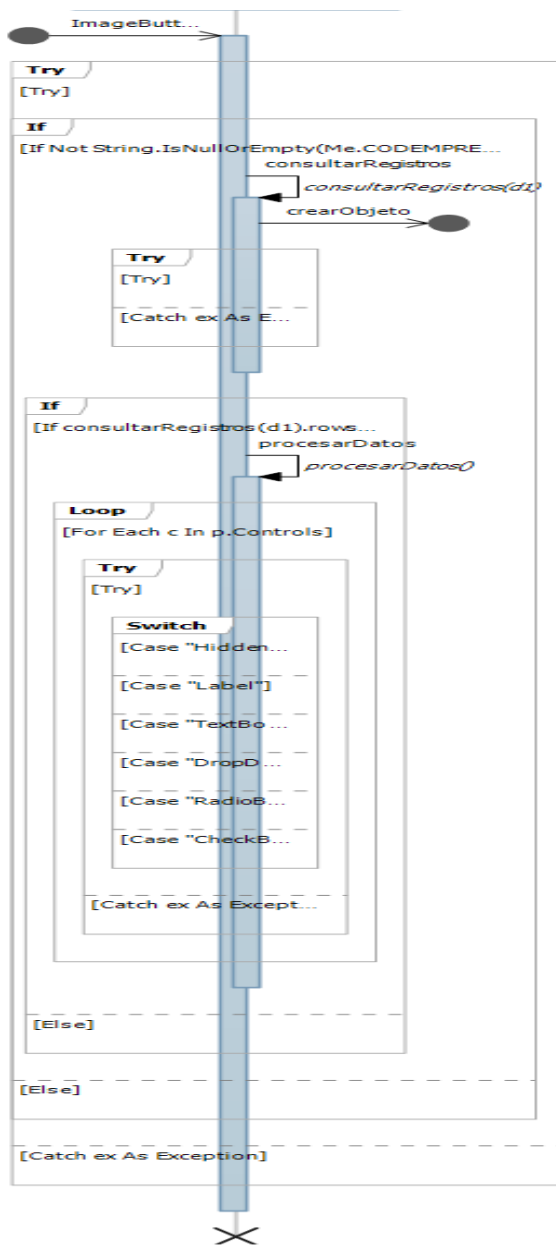 ImageButt...
Try
[Try]
If
[If Not String.IsNullOrEmpty(Me.CODEMPRE...
consultarRegistros
consultarRegistros(d1)
crearObjeto
Try
[Try]
[Catch ex As E...
If
[If consultarRegistros(d1).rows...
procesarDatos
procesarDatos()
Loop
[For Each c In p.Controls]
Try
[Try]
Switch
[Case "Hidden...
[Case "Label"]
[Case "TextBo...
[Case "DropD...
[Case "RadioB...
[Case "CheckB...
[Catch ex As Except...
[Else]
[Else]
[Catch ex As Exception]